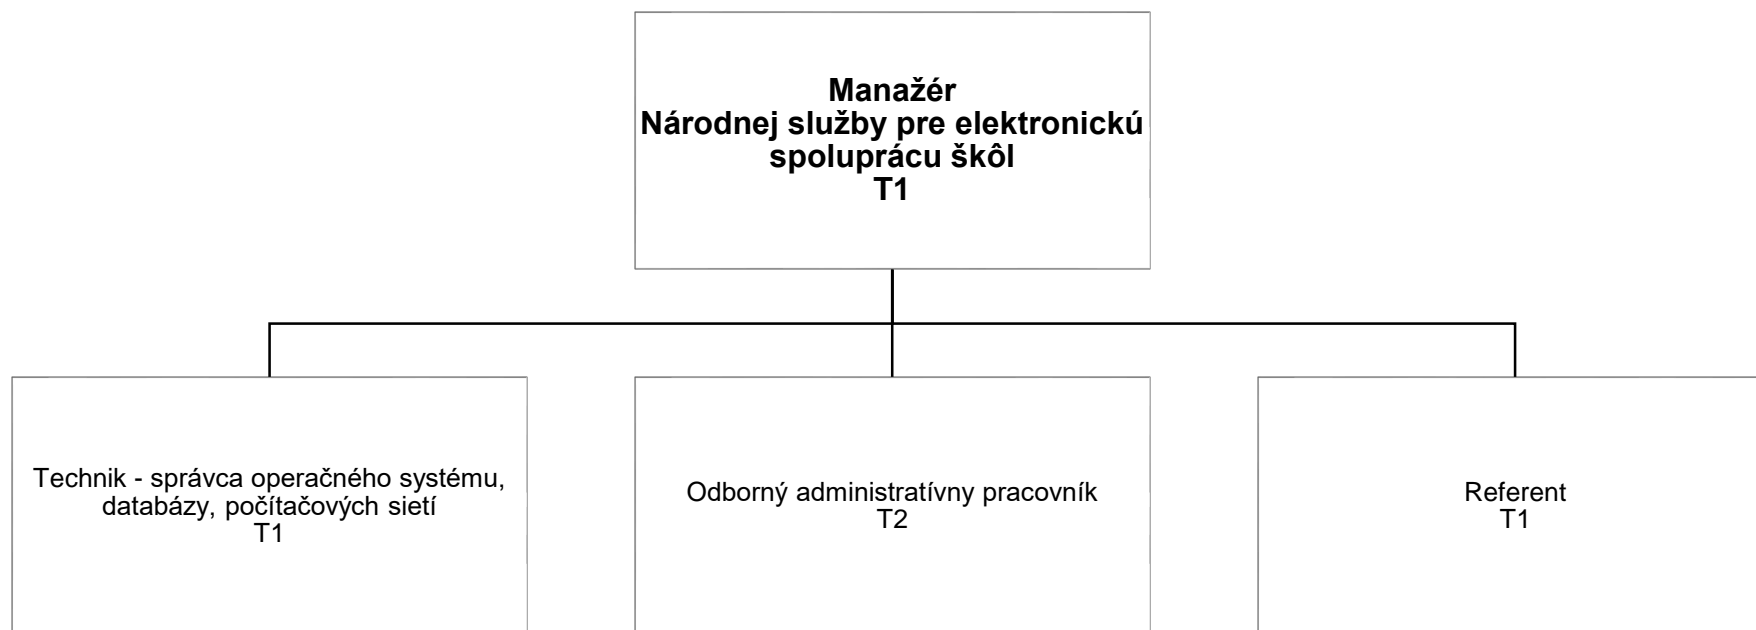 Manažér
Národnej služby pre elektronickú
spoluprácu škôl
T1
Technik - správca operačného systému,
databázy, počítačových sietí
T1
Odborný administratívny pracovník
T2
Referent
T1